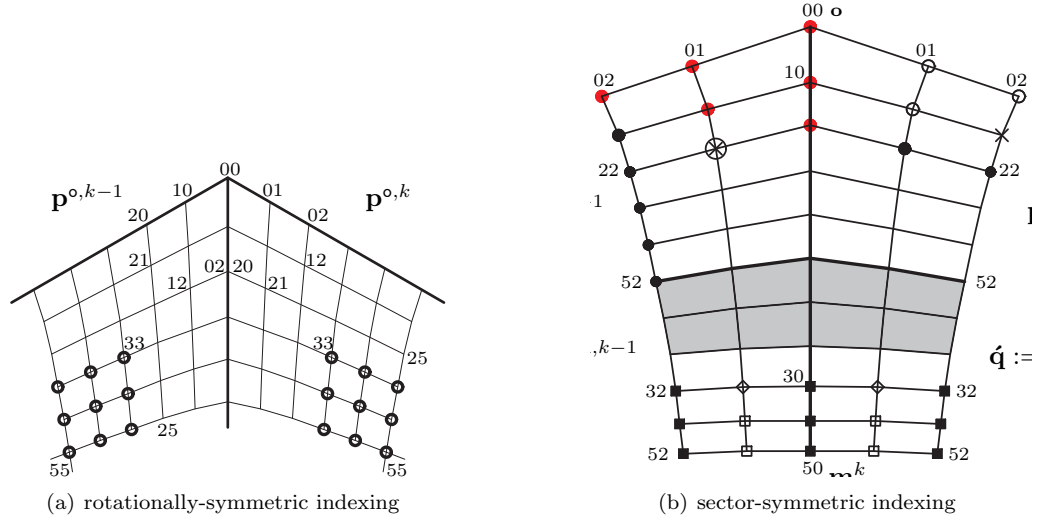 00
10 01
p°,k−1 p°,k
20 02
21 02 20 12
12 21
33 33
25
25
55 55
(a) rotationally-symmetric indexing
00 o
01 01
02 10 02
22 22
-1
52 52
,k−1
q́ :=
30
32 32
52 52
50 m^k
(b) sector-symmetric indexing